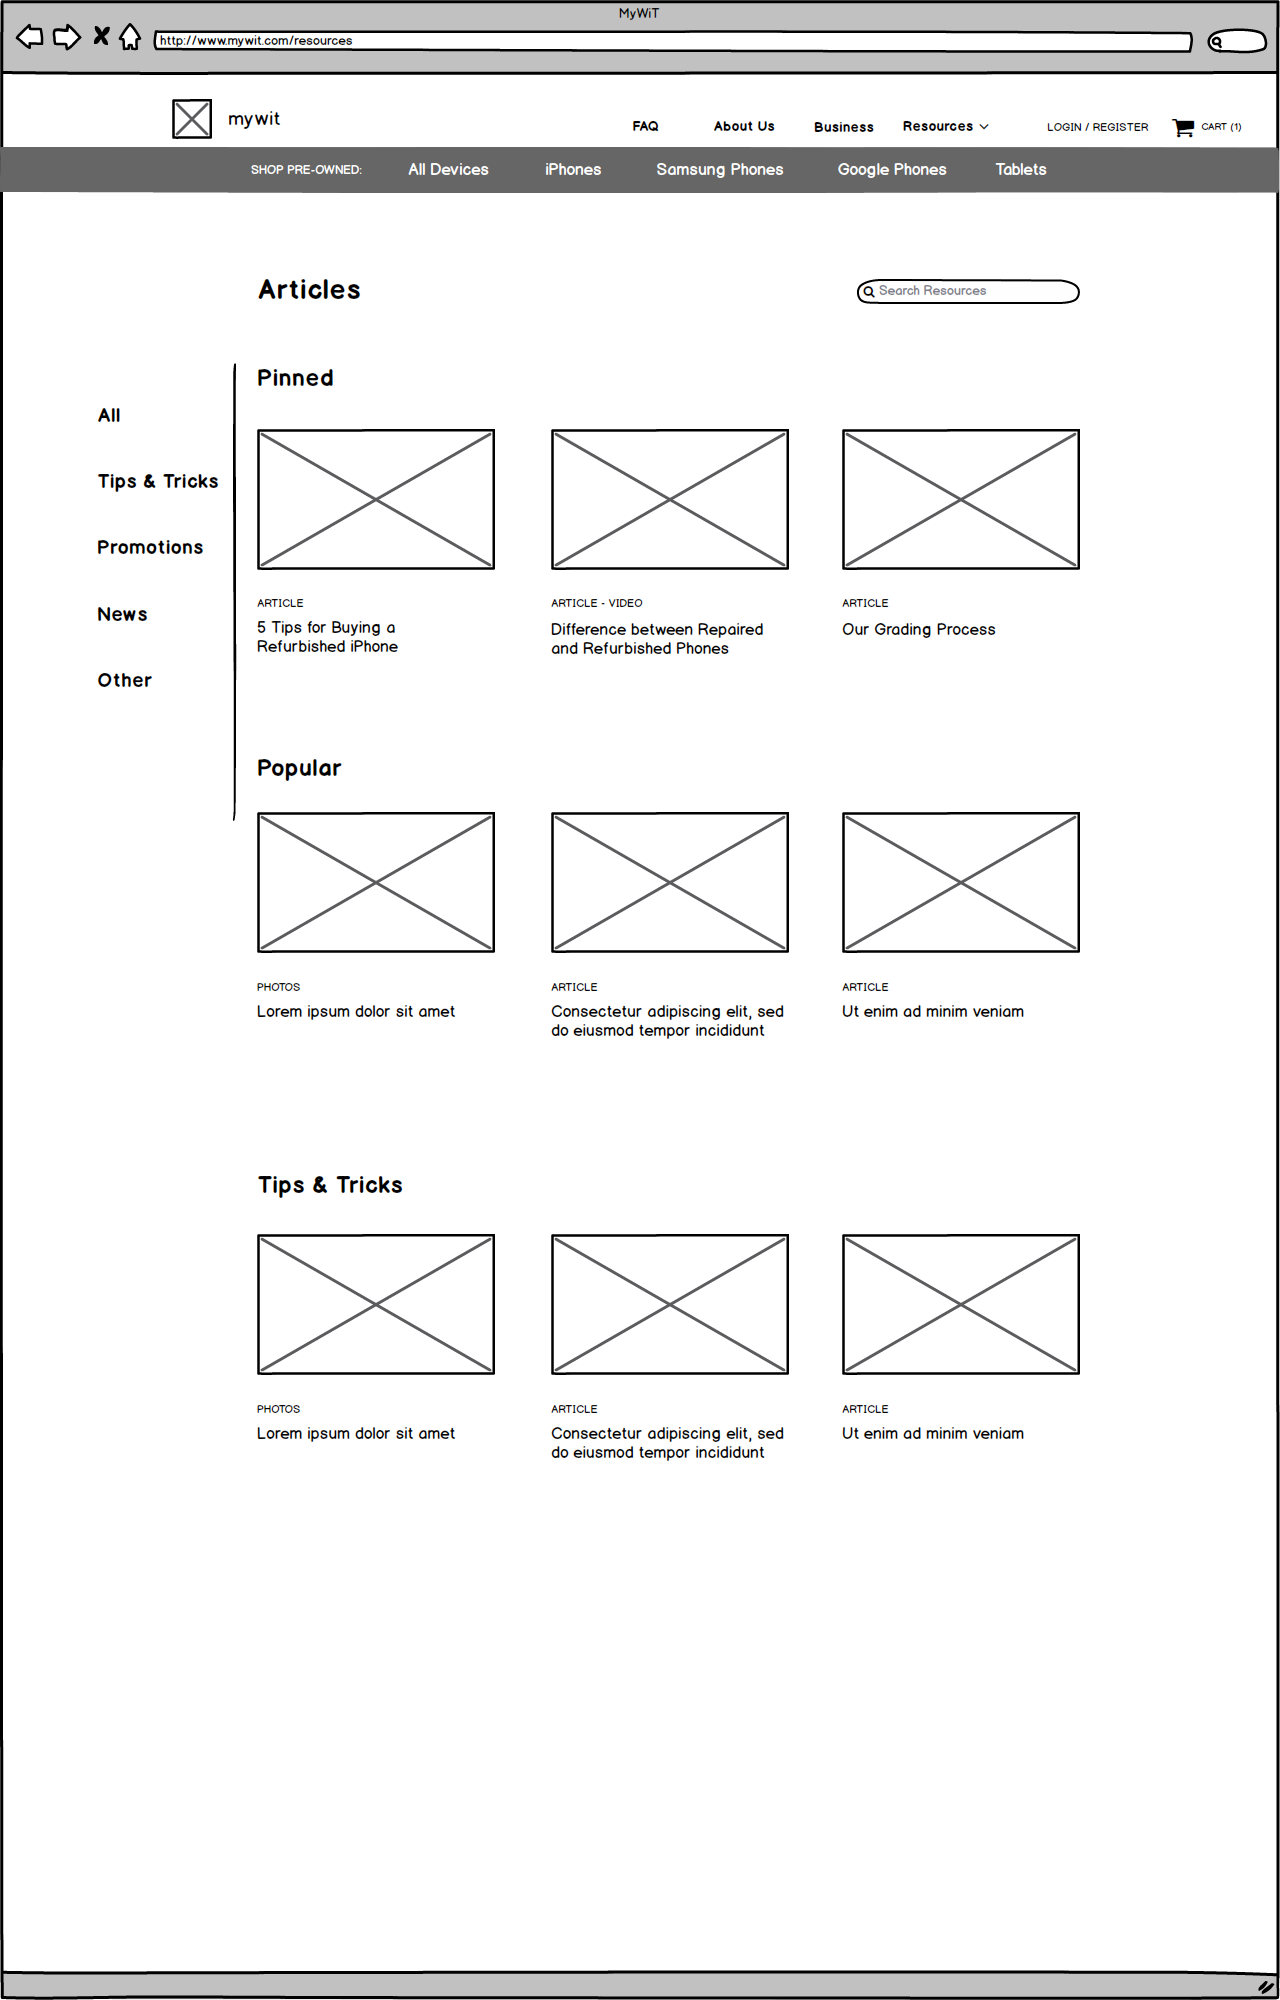 MyWiT
http://www.mywit.com/resources
mywit
FAQ
About Us
Business
Resources
LOGIN / REGISTER
CART (1)
SHOP PRE-OWNED:
All Devices
iPhones
Samsung Phones
Google Phones
Tablets
Articles
Search Resources
All
Tips & Tricks
Promotions
News
Other
Pinned
ARTICLE
5 Tips for Buying a
Refurbished iPhone
ARTICLE - VIDEO
Difference between Repaired
and Refurbished Phones
ARTICLE
Our Grading Process
Popular
PHOTOS
Lorem ipsum dolor sit amet
ARTICLE
Consectetur adipiscing elit, sed
do eiusmod tempor incididunt
ARTICLE
Ut enim ad minim veniam
Tips & Tricks
PHOTOS
Lorem ipsum dolor sit amet
ARTICLE
Consectetur adipiscing elit, sed
do eiusmod tempor incididunt
ARTICLE
Ut enim ad minim veniam